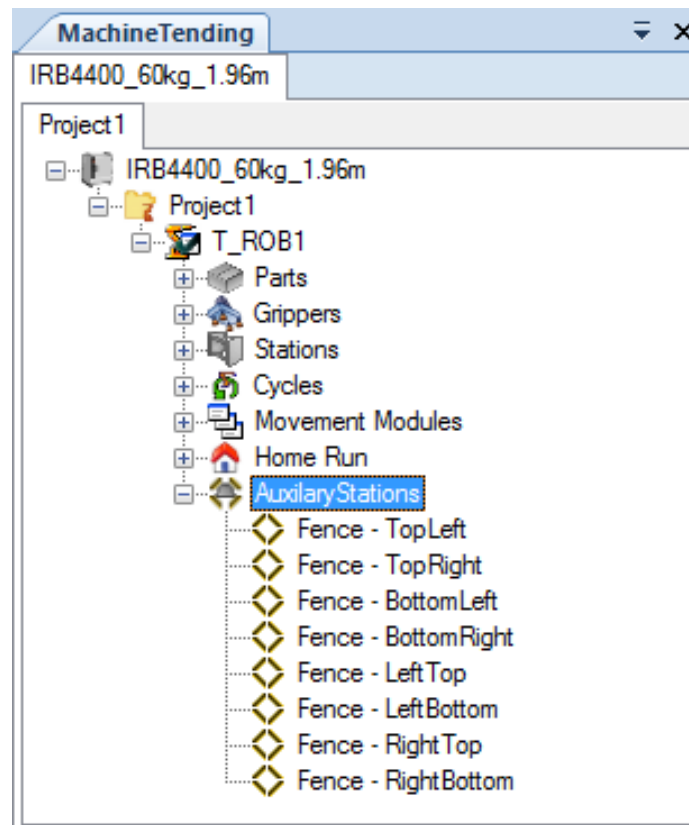 MachineTending
IRB4400_60kg_1.96m
Project1
IRB4400_60kg_1.96m
Project1
T_ROB1
Parts
Grippers
Stations
Cycles
Movement Modules
Home Run
AuxilaryStations
Fence - TopLeft
Fence - TopRight
Fence - BottomLeft
Fence - BottomRight
Fence - LeftTop
Fence - LeftBottom
Fence - RightTop
Fence - RightBottom